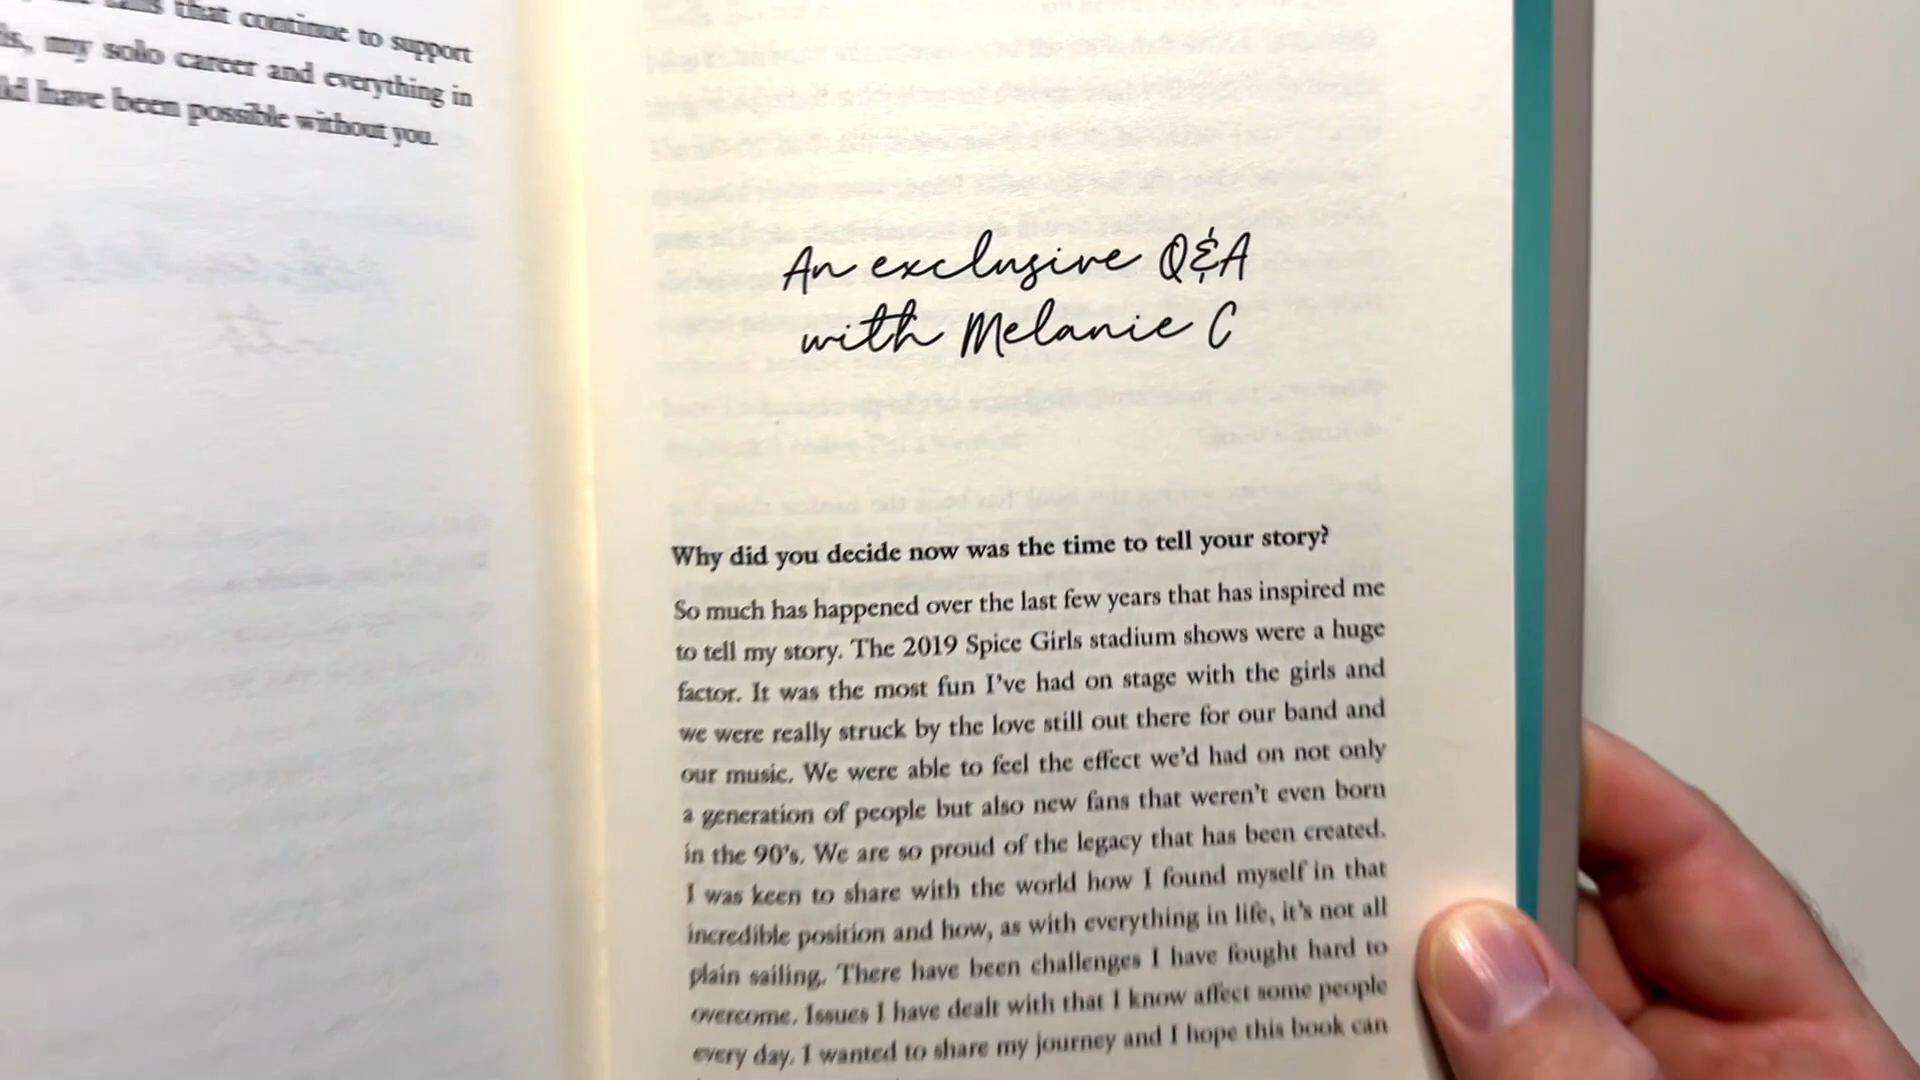 that continue to support
my solo career and everything in
have been possible without you.
An exclusive Q&A
with Melanie C
Why did you decide now was the time to tell your story?
So much has happened over the last few years that has inspired me
to tell my story. The 2019 Spice Girls stadium shows were a huge
factor. It was the most fun I've had on stage with the girls and
we were really struck by the love still out there for our band and
our music. We were able to feel the effect we'd had on not only
a generation of people but also new fans that weren't even born
in the 90's. We are so proud of the legacy that has been created.
I was keen to share with the world how I found myself in that
incredible position and how, as with everything in life, it's not all
plain sailing. There have been challenges I have fought hard to
overcome. Issues I have dealt with that I know affect some people
every day. I wanted to share my journey and I hope this book can